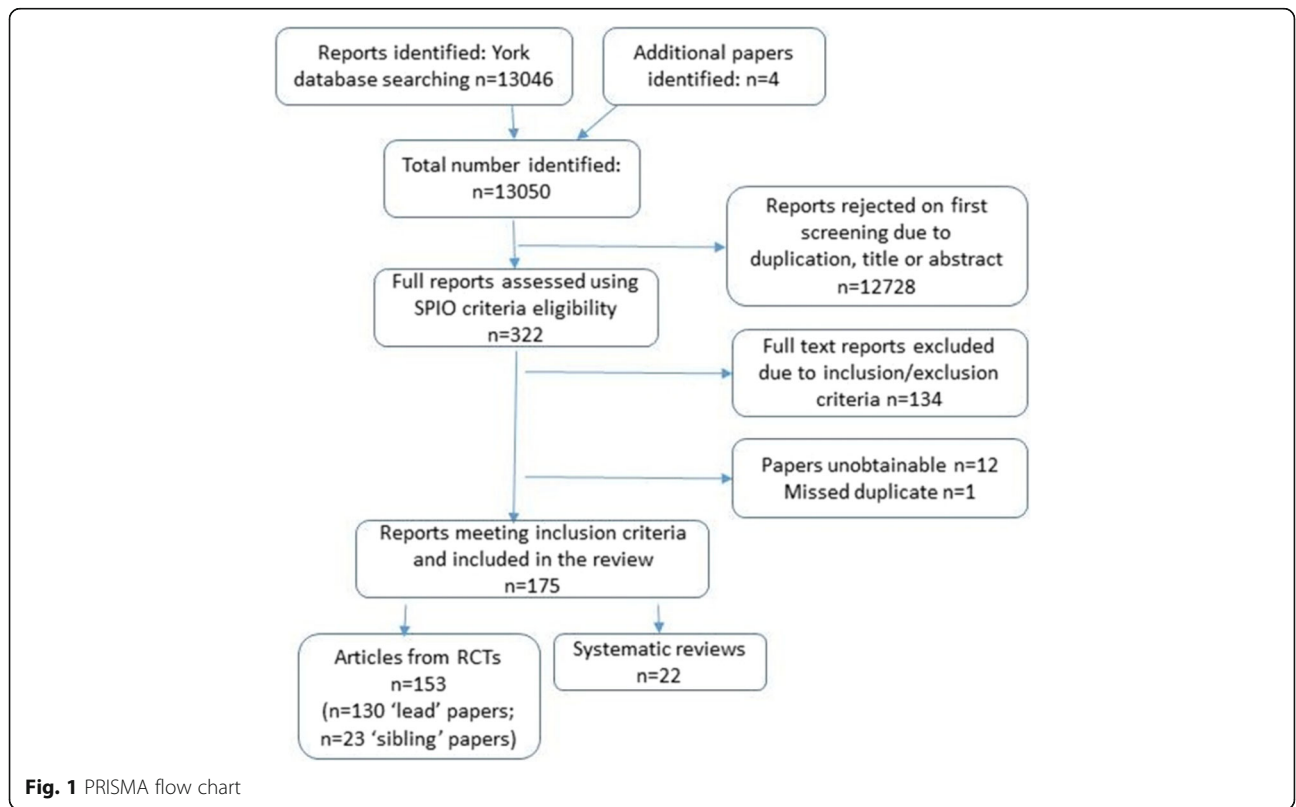 Reports identified: York
database searching n=13046
Additional papers
identified: n=4
Total number identified:
n=13050
Reports rejected on first
screening due to
duplication, title or abstract
n=12728
Full reports assessed using
SPIO criteria eligibility
n=322
Full text reports excluded
due to inclusion/exclusion
criteria n=134
Papers unobtainable n=12
Missed duplicate n=1
Reports meeting inclusion criteria
and included in the review
n=175
Articles from RCTs
n=153
(n=130 ‘lead’ papers;
n=23 ‘sibling’ papers)
Systematic reviews
n=22
Fig. 1 PRISMA flow chart